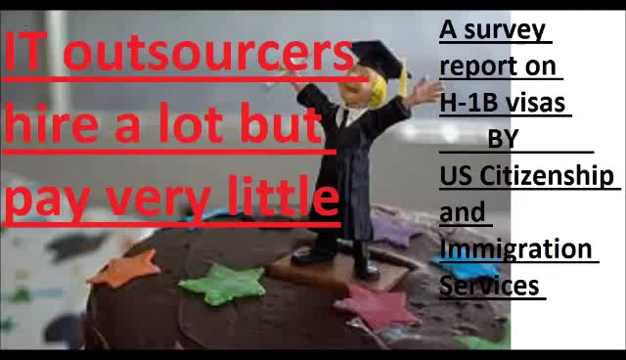 IT outsourcers
hire a lot but
pay very little
A survey
report on
H-1B visas
BY
US Citizenship
and
Immigration
Services